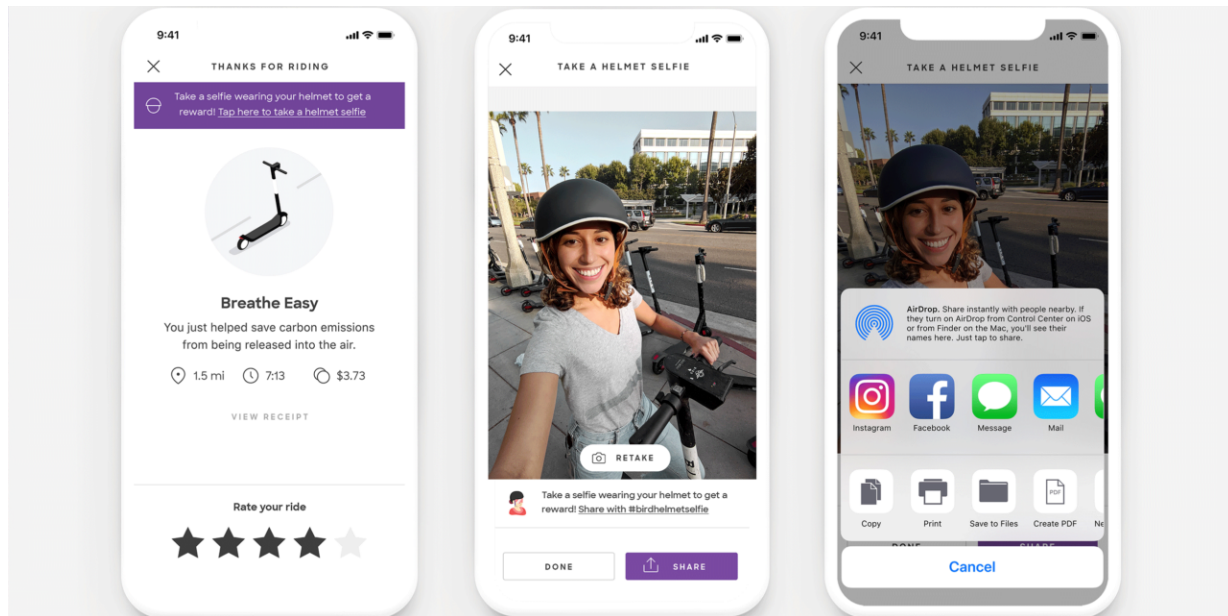 9:41
THANKS FOR RIDING
Take a selfie wearing your helmet to get a
reward! Tap here to take a helmet selfie
Breathe Easy
You just helped save carbon emissions
from being released into the air.
1.5 mi 7:13 $3.73
VIEW RECEIPT
Rate your ride
9:41
TAKE A HELMET SELFIE
RETAKE
Take a selfie wearing your helmet to get a
reward! Share with #birdhelmetselfie
DONE SHARE
9:41
TAKE A HELMET SELFIE
AirDrop. Share instantly with people nearby. If
they turn on AirDrop from Control Center on iOS
or from Finder on the Mac, you'll see their
names here. Just tap to share.
Instagram Facebook Message Mail
PDF
Copy Print Save to Files Create PDF Ne
DONE SHARE
Cancel